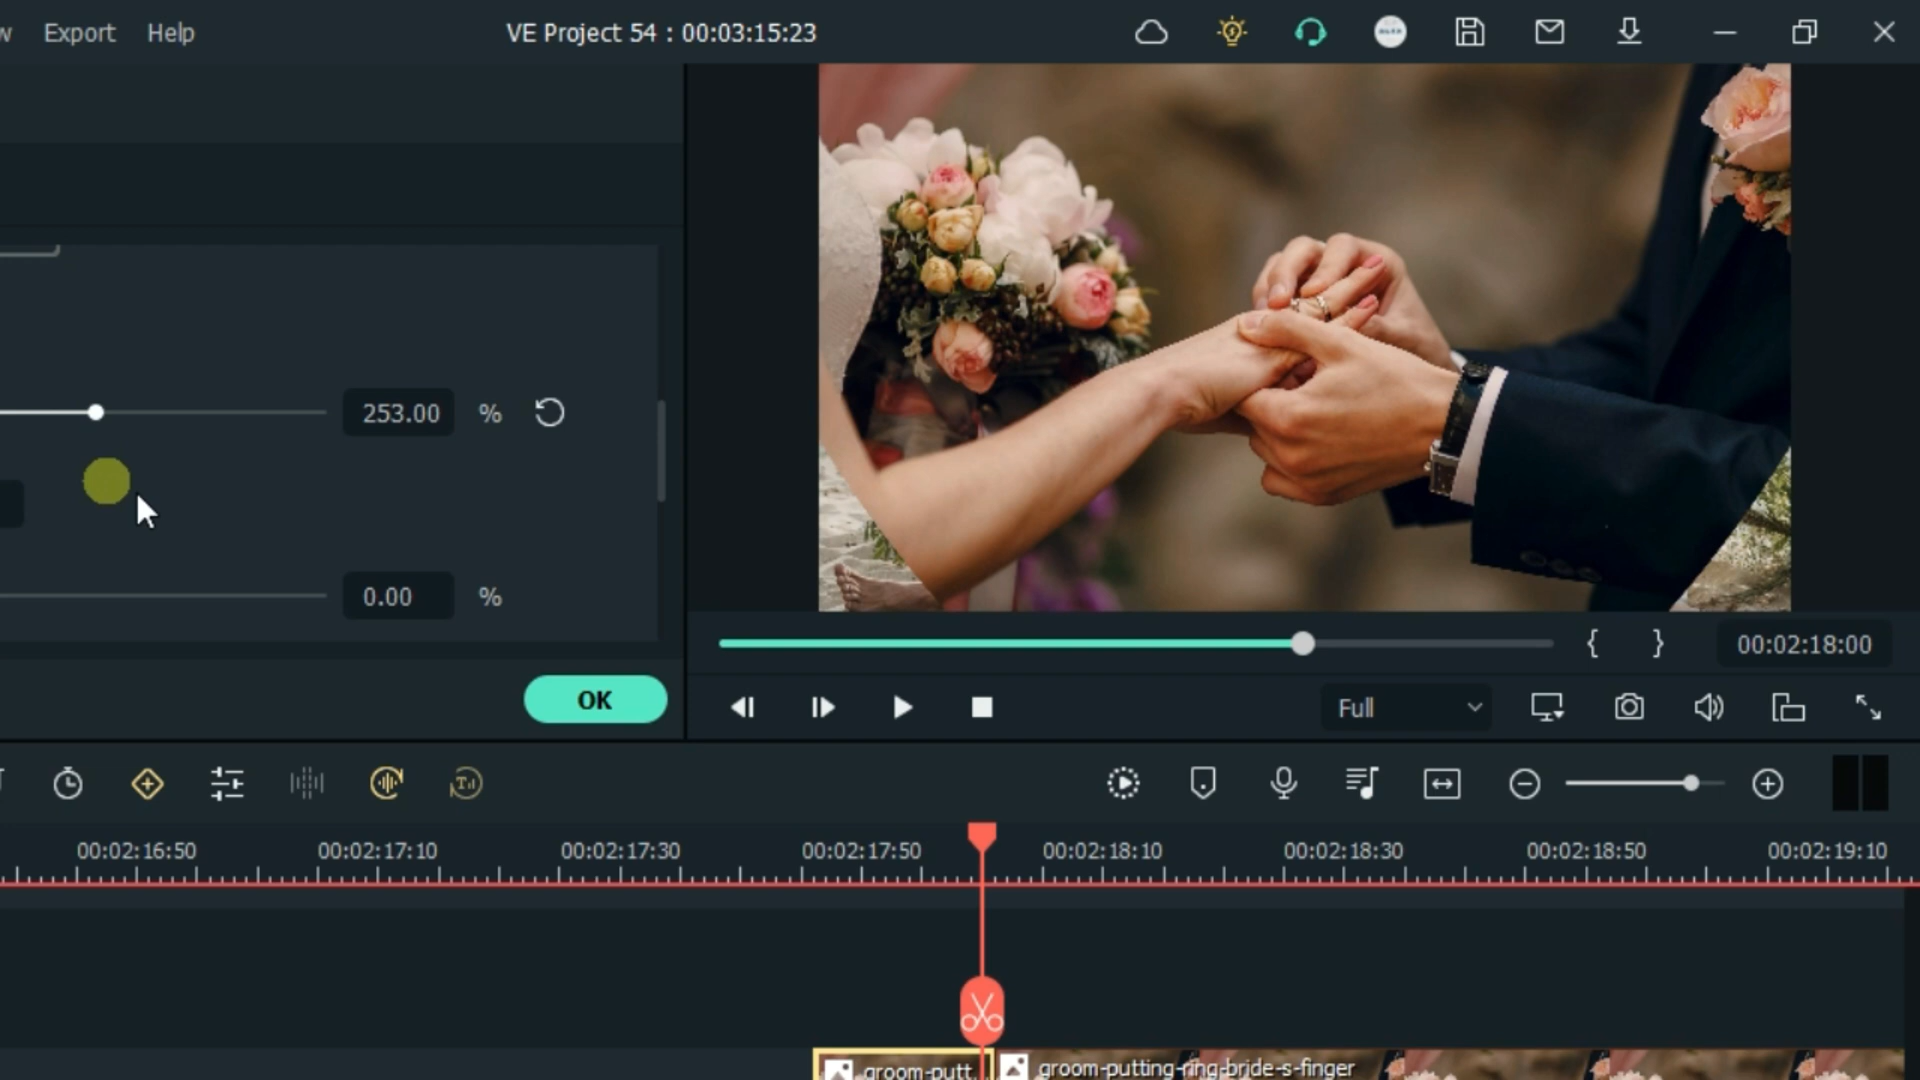 Export Help VE Project 54 : 00:03:15:23
253.00 %
0.00 %
00:02:18:00
OK
Full
00:02:16:50 00:02:17:10 00:02:17:30 00:02:17:50 00:02:18:10 00:02:18:30 00:02:18:50 00:02:19:10
groom-putt... groom-putting-ring-bride-s-finger